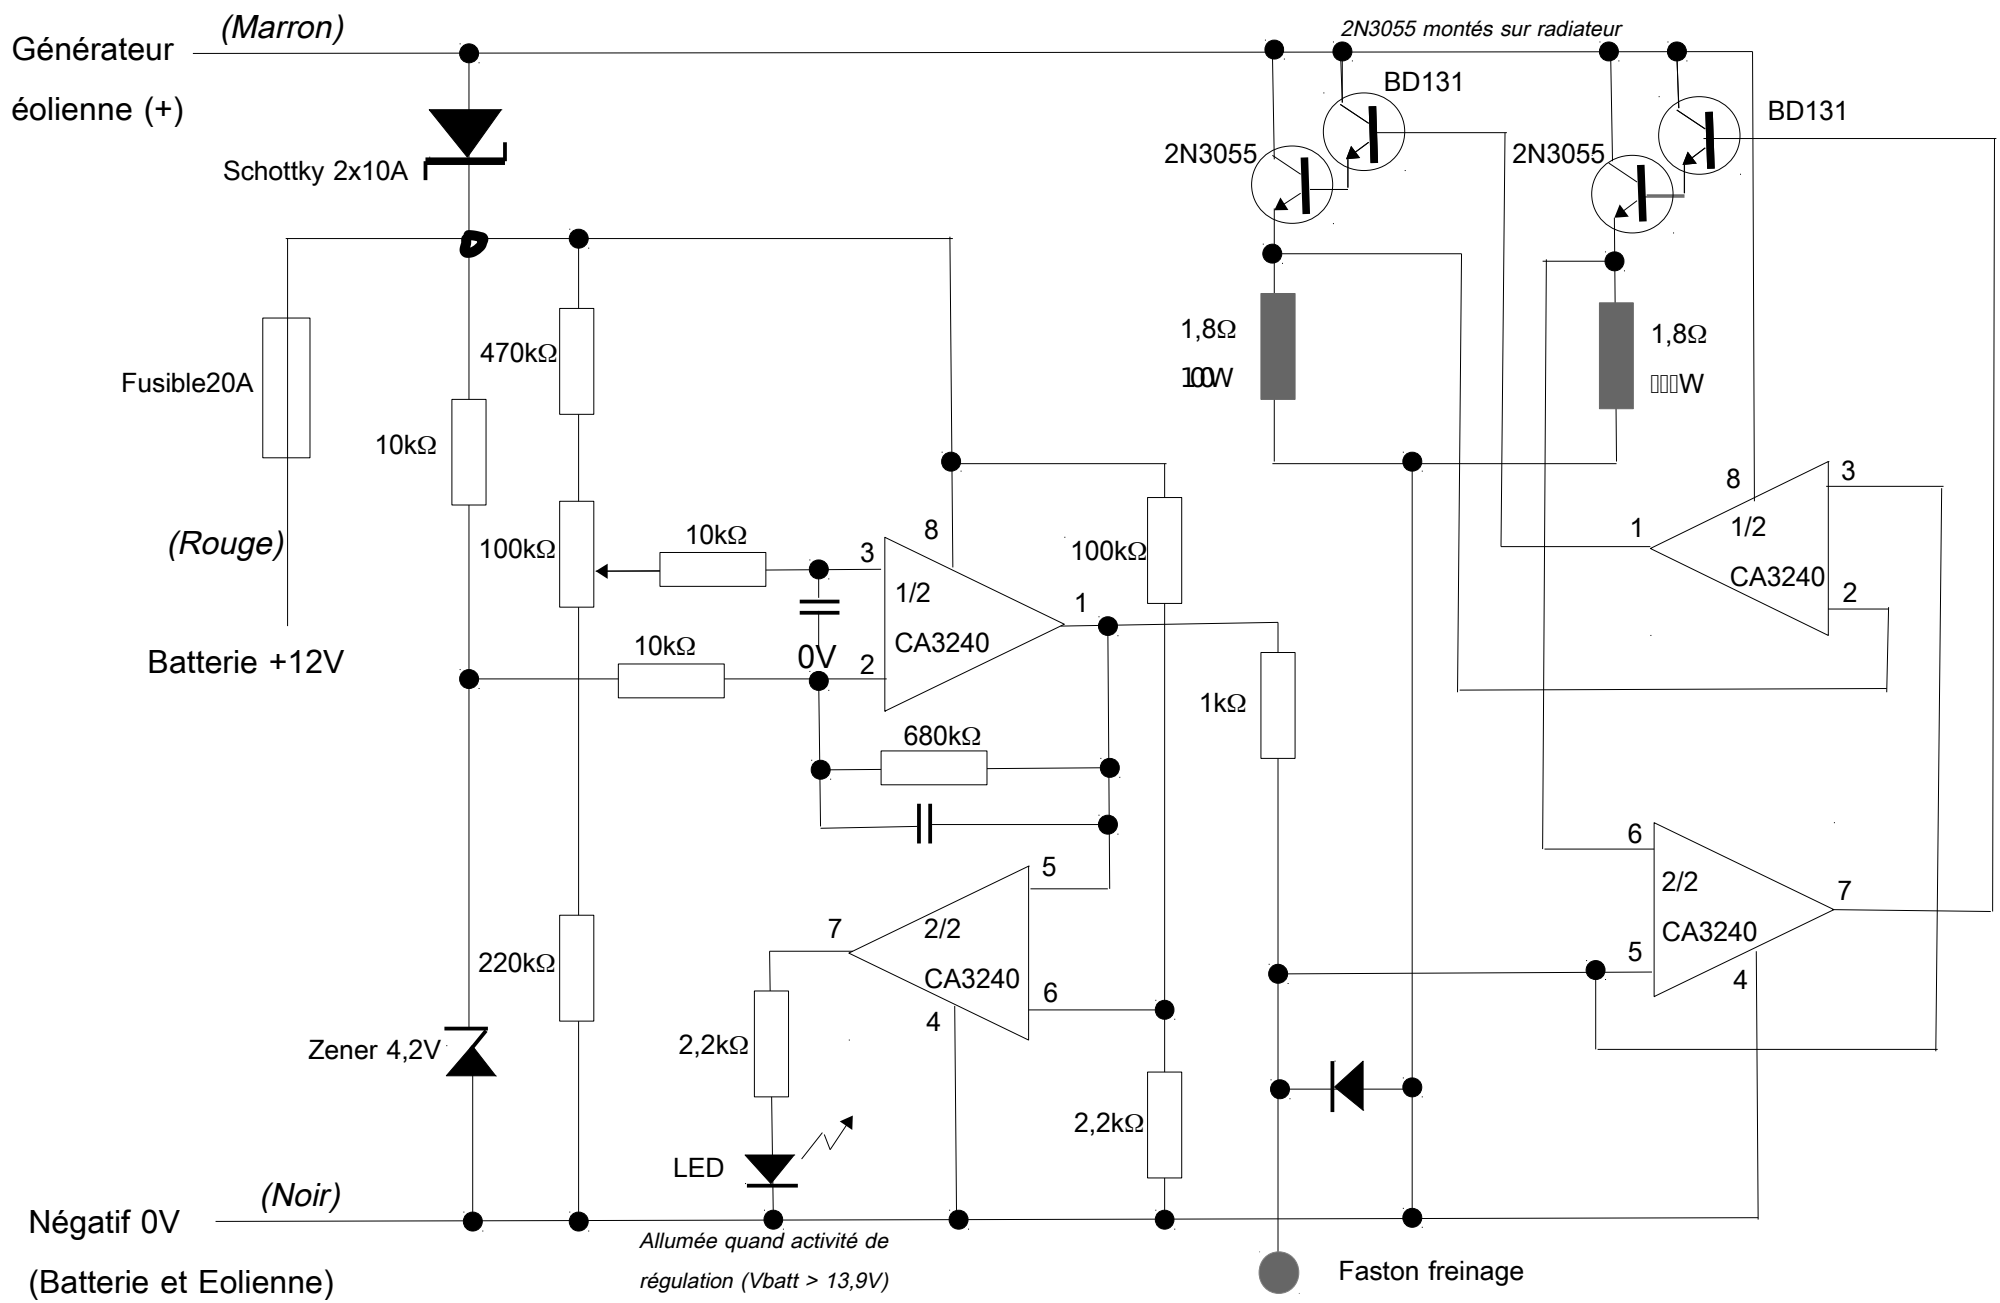 (Marron)
Générateur
éolienne (+)
2N3055 montés sur radiateur
BD131
BD131
2N3055
2N3055
Schottky 2x10A
1,8Ω
100W
1,8Ω
W
470kΩ
Fusible20A
10kΩ
(Rouge)
100kΩ
10kΩ
3
8
1/2
CA3240
1
100kΩ
8
3
1
1/2
CA3240
2
Batterie +12V
10kΩ
0V
2
1kΩ
680kΩ
6
2/2
CA3240
7
5
4
5
7
2/2
CA3240
6
4
220kΩ
2,2kΩ
Zener 4,2V
2,2kΩ
LED
(Noir)
Négatif 0V
(Batterie et Eolienne)
Allumée quand activité de
régulation (Vbatt > 13,9V)
Faston freinage